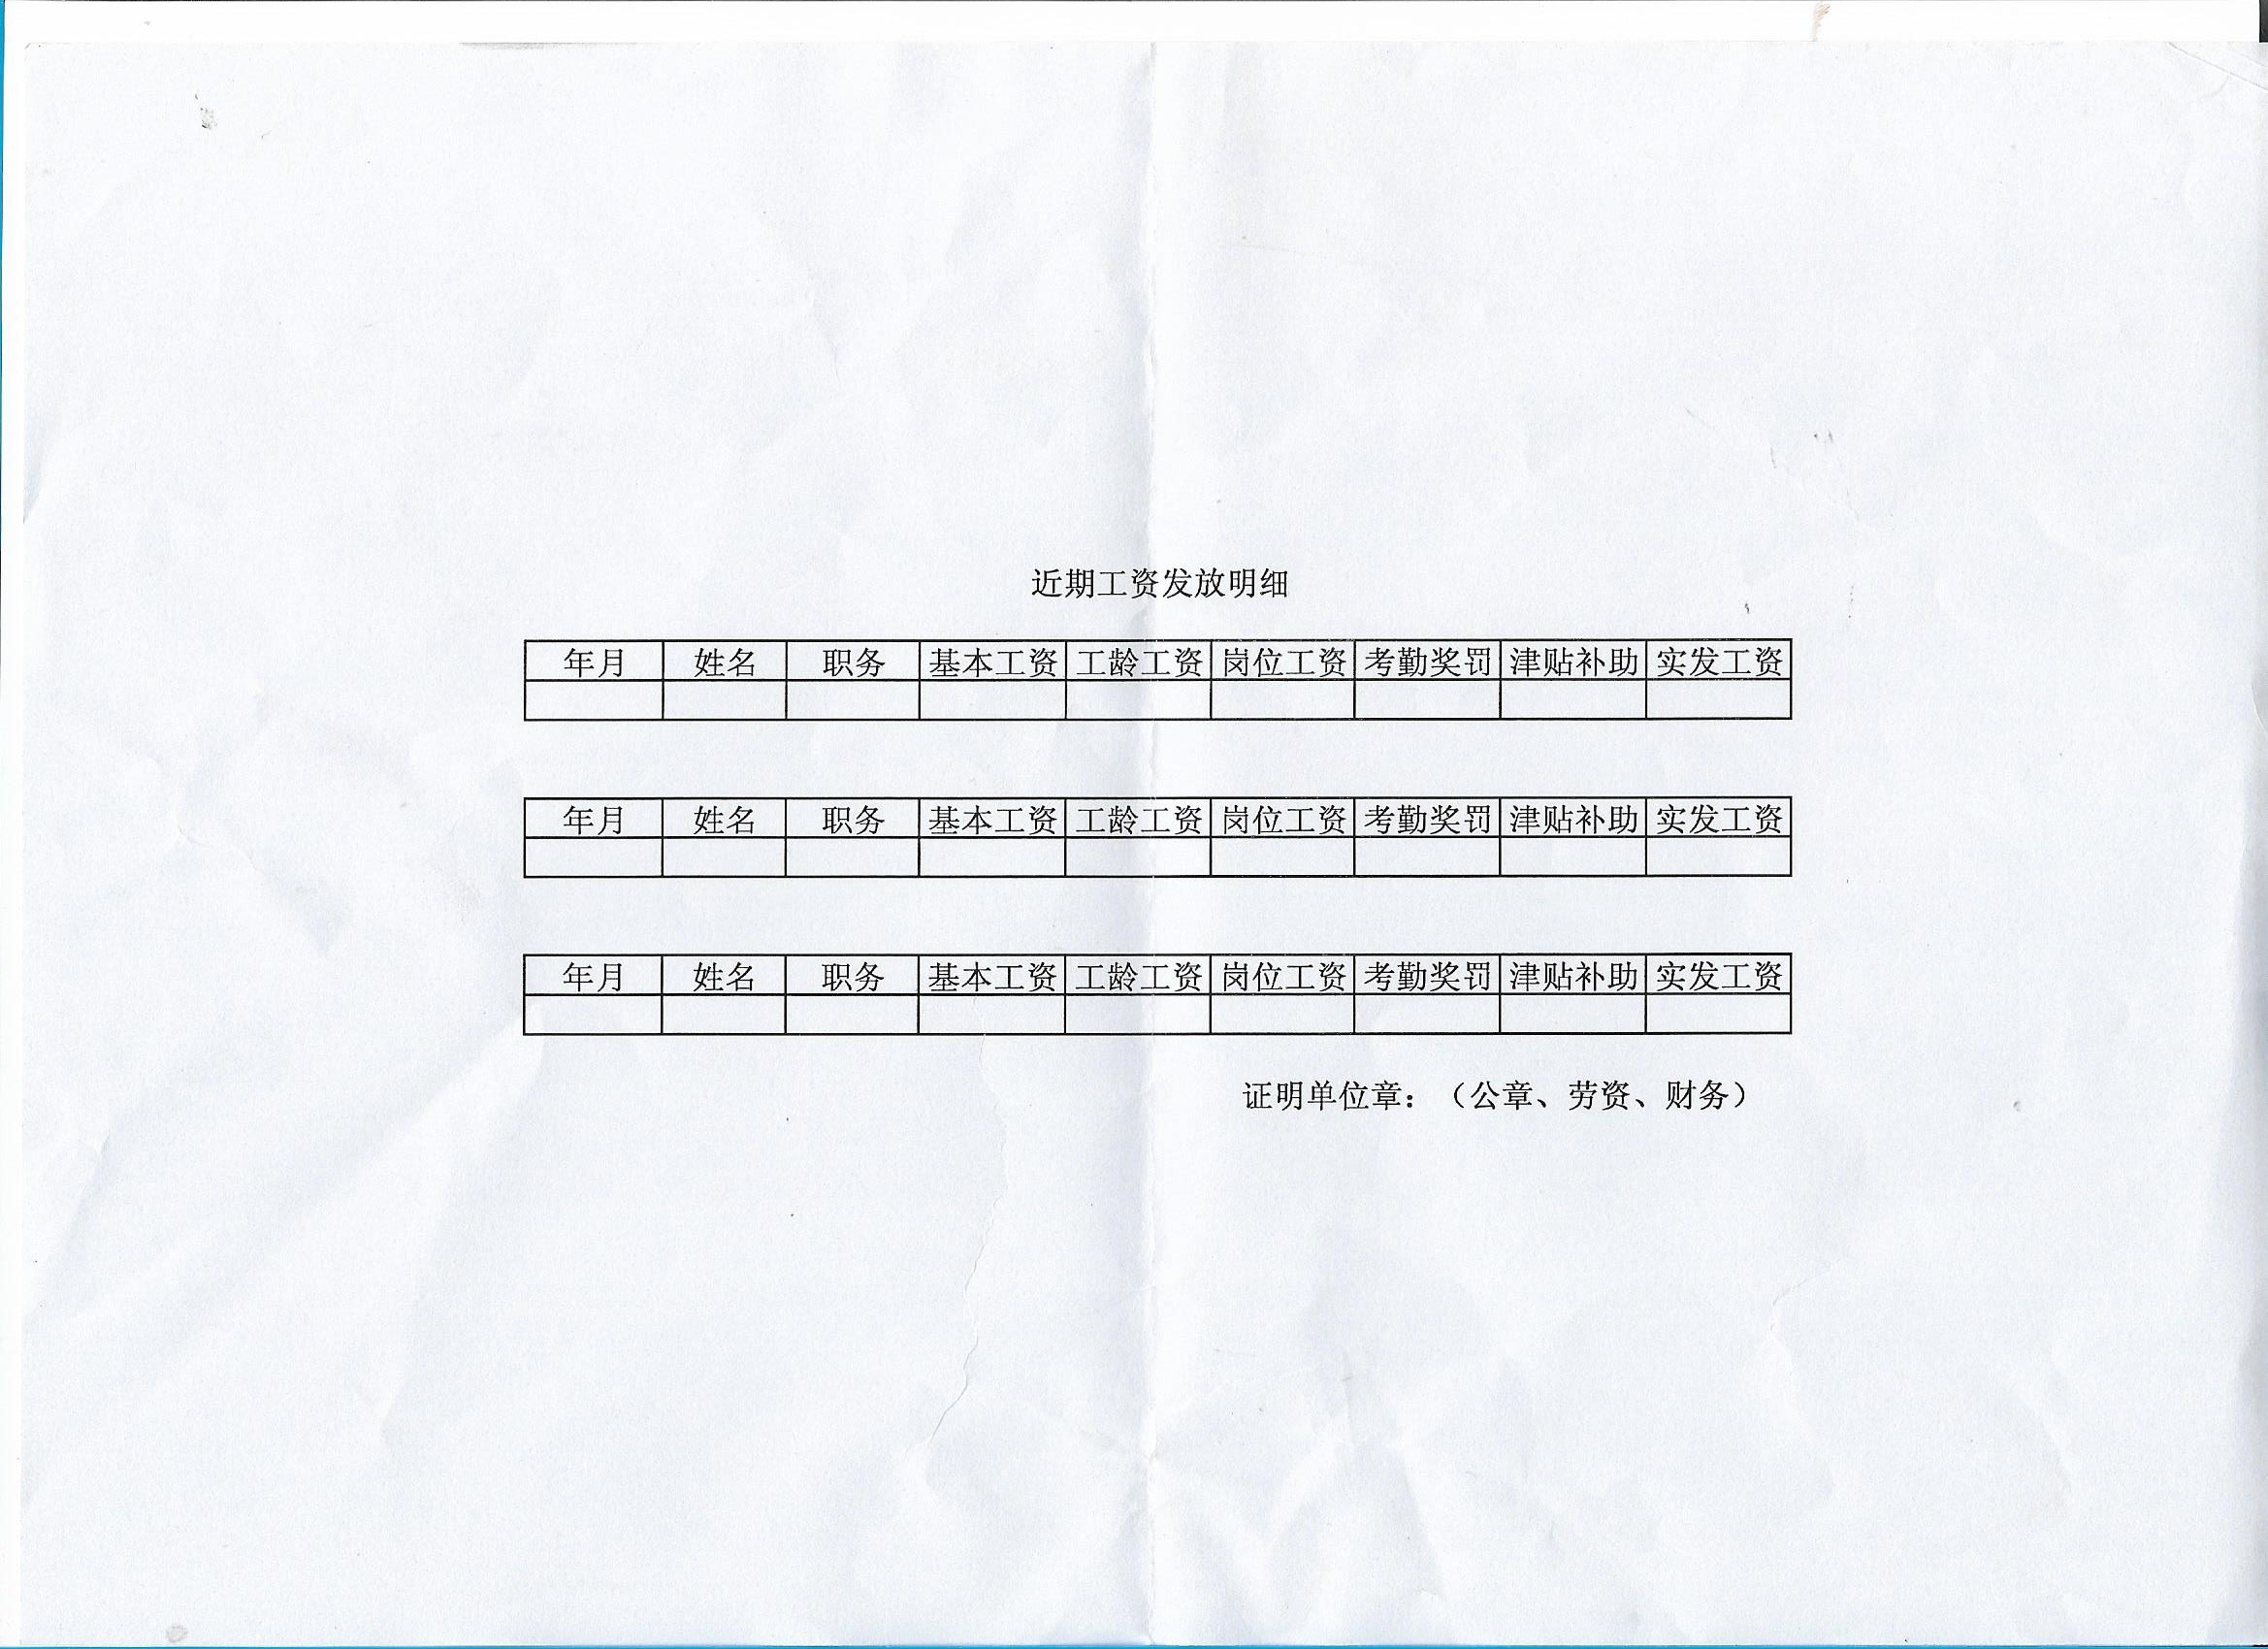 近期工资发放明细
年月 姓名 职务 基本工资 工龄工资 岗位工资 考勤奖罚 津贴补助 实发工资
年月 姓名 职务 基本工资 工龄工资 岗位工资 考勤奖罚 津贴补助 实发工资
年月 姓名 职务 基本工资 工龄工资 岗位工资 考勤奖罚 津贴补助 实发工资
证明单位章：（公章、劳资、财务）